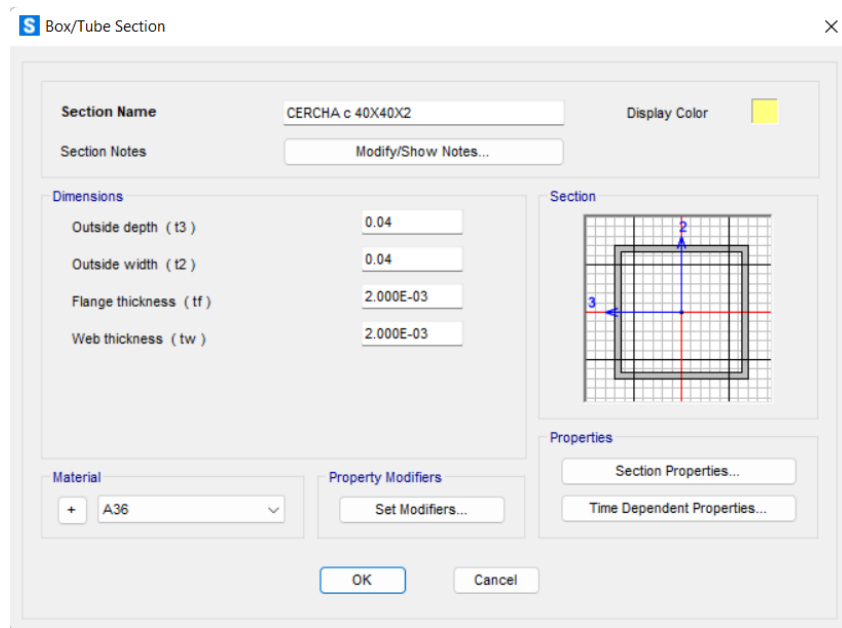 S Box/Tube Section
Section Name CERCHA c 40X40X2 Display Color
Section Notes Modify/Show Notes...
Dimensions
Outside depth ( t3 ) 0.04
Outside width ( t2 ) 0.04
Flange thickness ( tf ) 2.000E-03
Web thickness ( tw ) 2.000E-03
Section
2
3
Material
+ A36
Property Modifiers
Set Modifiers...
Properties
Section Properties...
Time Dependent Properties...
OK Cancel